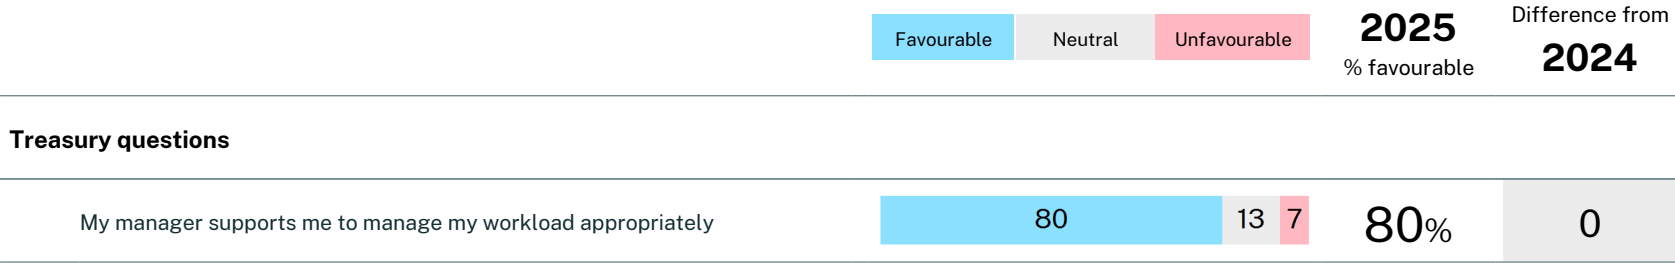 Favourable Neutral Unfavourable 2025 % favourable Difference from 2024
Treasury questions
My manager supports me to manage my workload appropriately 80 13 7 80% 0